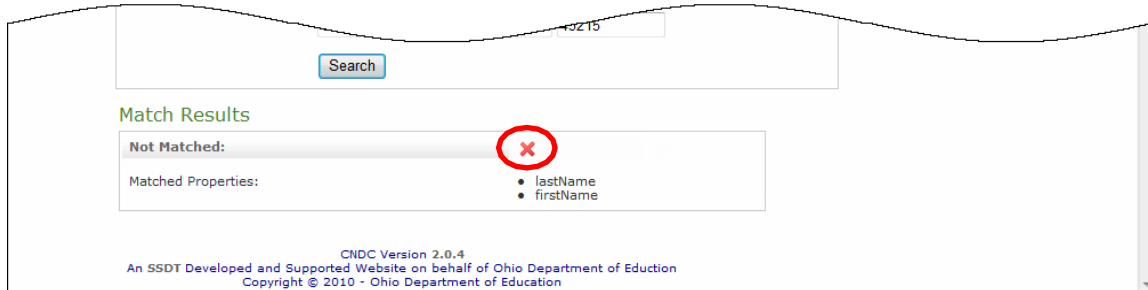 45215
Search
Match Results
Not Matched:
Matched Properties:
• lastName
• firstName
CNDC Version 2.0.4
An SSDT Developed and Supported Website on behalf of Ohio Department of Eduction
Copyright © 2010 - Ohio Department of Education